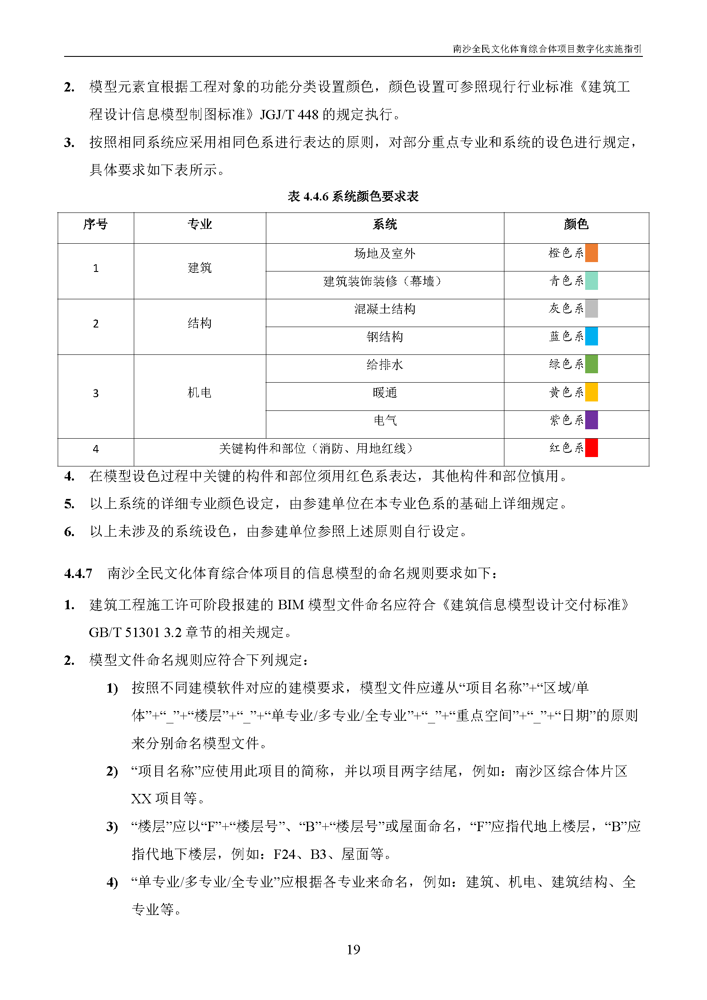 南沙全民文化体育综合体项目数字化实施指引
2. 模型元素宜根据工程对象的功能分类设置颜色，颜色设置可参照现行行业标准《建筑工
程设计信息模型制图标准》JGJ/T 448 的规定执行。
3. 按照相同系统应采用相同色系进行表达的原则，对部分重点专业和系统的设色进行规定，
具体要求如下表所示。
表 4.4.6 系统颜色要求表
序号 专业 系统 颜色
1 建筑 场地及室外 橙色系
建筑装饰装修（幕墙） 青色系
2 结构 混凝土结构 灰色系
钢结构 蓝色系
3 机电 给排水 绿色系
暖通 黄色系
电气 紫色系
4 关键构件和部位（消防、用地红线） 红色系
4. 在模型设色过程中关键的构件和部位须用红色系表达，其他构件和部位慎用。
5. 以上系统的详细专业颜色设定，由参建单位在本专业色系的基础上详细规定。
6. 以上未涉及的系统设色，由参建单位参照上述原则自行设定。
4.4.7 南沙全民文化体育综合体项目的信息模型的命名规则要求如下：
1. 建筑工程施工许可阶段报建的 BIM 模型文件命名应符合《建筑信息模型设计交付标准》
GB/T 51301 3.2 章节的相关规定。
2. 模型文件命名规则应符合下列规定：
1) 按照不同建模软件对应的建模要求，模型文件应遵从“项目名称”+“区域/单
体”+“_”+“楼层”+“_”+“单专业/多专业/全专业”+“_”+“重点空间”+“_”+“日期”的原则
来分别命名模型文件。
2) “项目名称”应使用此项目的简称，并以项目两字结尾，例如：南沙区综合体片区
XX 项目等。
3) “楼层”应以“F”+“楼层号”、“B”+“楼层号”或屋面命名，“F”应指代地上楼层，“B”应
指代地下楼层，例如：F24、B3、屋面等。
4) “单专业/多专业/全专业”应根据各专业来命名，例如：建筑、机电、建筑结构、全
专业等。
19